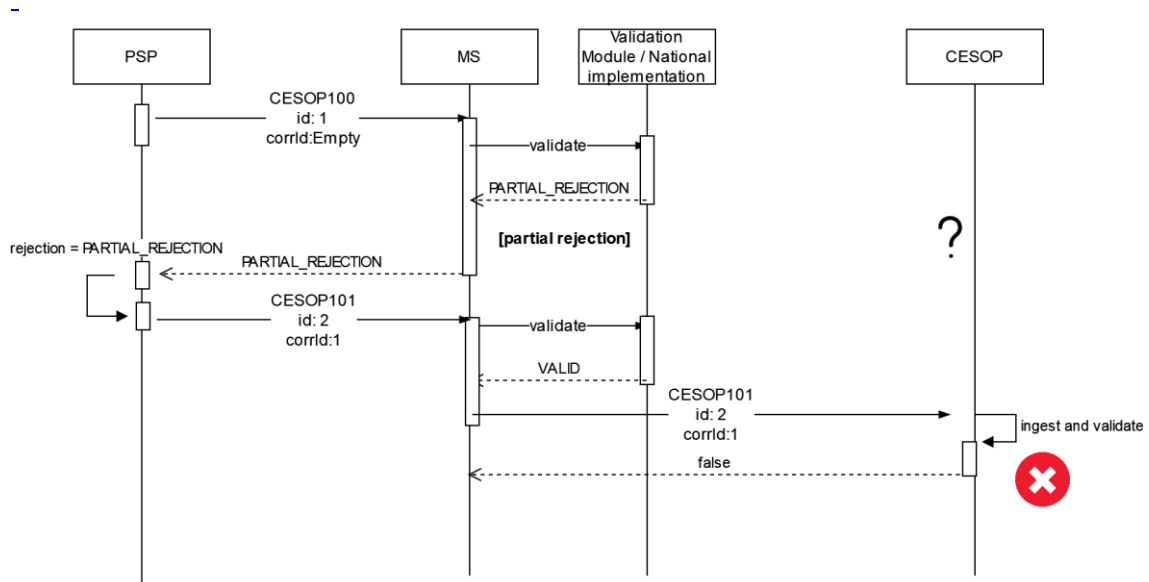 PSP
MS
Validation
Module / National
implementation
CESOP
CESOP100
id: 1
corrId:Empty
validate
PARTIAL_REJECTION
[partial rejection]
?
rejection = PARTIAL_REJECTION
PARTIAL_REJECTION
CESOP101
id: 2
corrId:1
validate
VALID
CESOP101
id: 2
corrId:1
ingest and validate
false